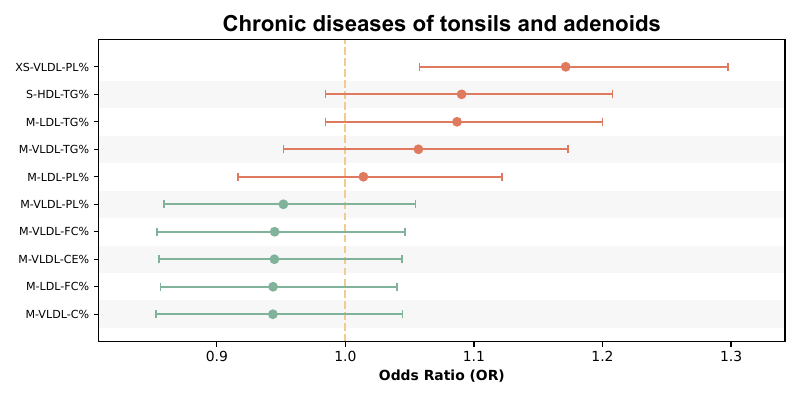 Chronic diseases of tonsils and adenoids
XS-VLDL-PL%
S-HDL-TG%
M-LDL-TG%
M-VLDL-TG%
M-LDL-PL%
M-VLDL-PL%
M-VLDL-FC%
M-VLDL-CE%
M-LDL-FC%
M-VLDL-C%
0.9 1.0 1.1 1.2 1.3
Odds Ratio (OR)